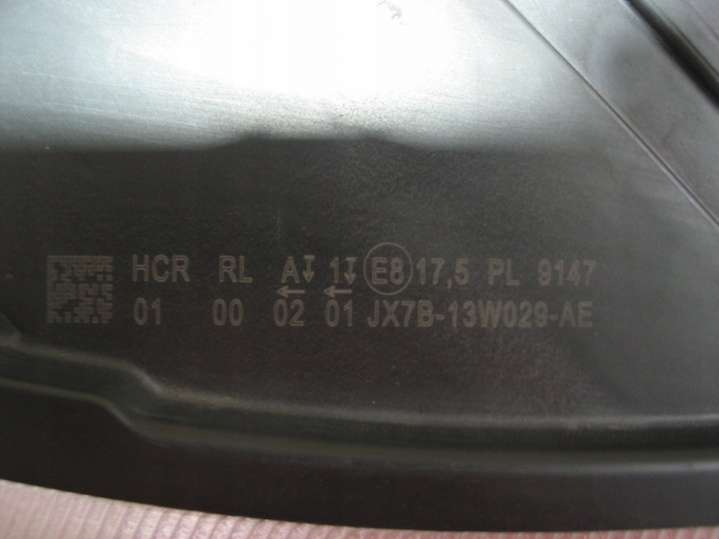 HCR RL A↧ 1↧ E8 17,5 PL 9147
01 00 ←02 ←01 JX7B-13W029-AE